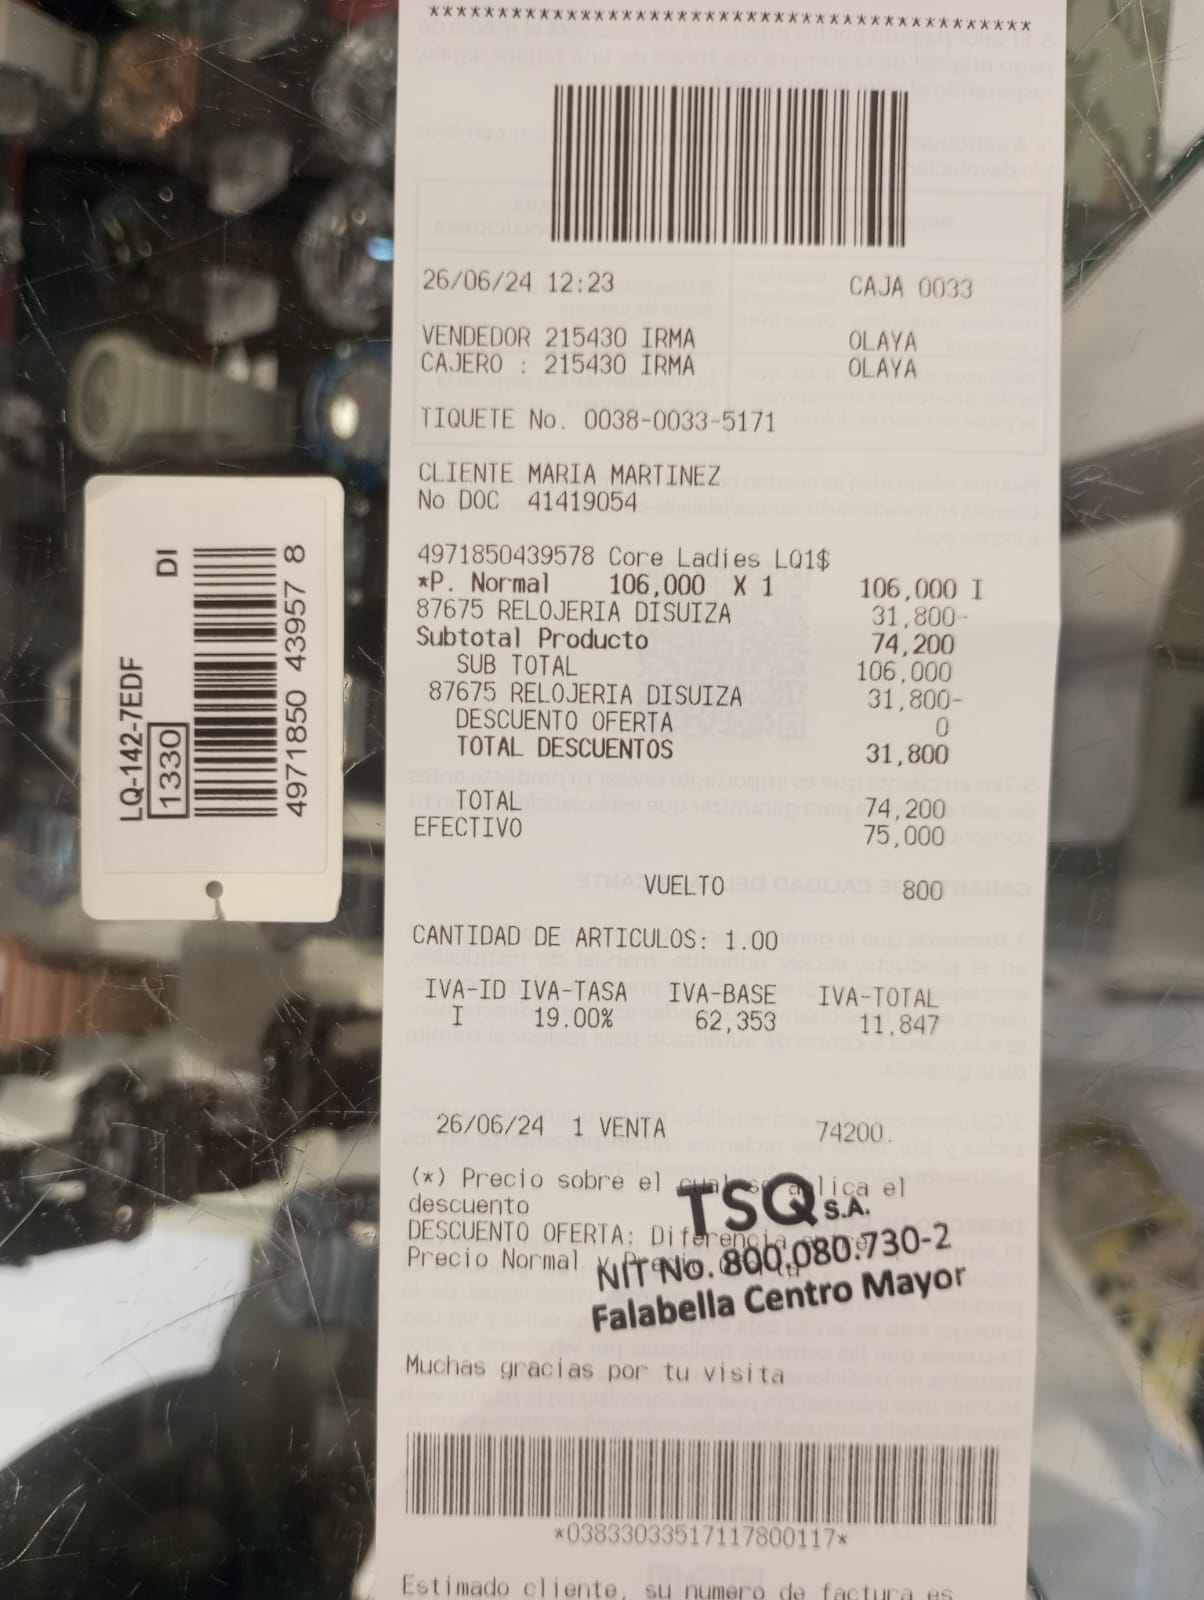 ******************************************
26/06/24 12:23 CAJA 0033
VENDEDOR 215430 IRMA OLAYA
CAJERO : 215430 IRMA OLAYA
TIQUETE No. 0038-0033-5171
CLIENTE MARIA MARTINEZ
No DOC 41419054
4971850439578 Core Ladies LQ1$
*P. Normal 106,000 X 1 106,000 I
87675 RELOJERIA DISUIZA 31,800-
Subtotal Producto 74,200
SUB TOTAL 106,000
87675 RELOJERIA DISUIZA 31,800-
DESCUENTO OFERTA 0
TOTAL DESCUENTOS 31,800
TOTAL 74,200
EFECTIVO 75,000
VUELTO 800
CANTIDAD DE ARTICULOS: 1.00
IVA-ID IVA-TASA IVA-BASE IVA-TOTAL
I 19.00% 62,353 11,847
26/06/24 1 VENTA 74200.
(*) Precio sobre el cual se aplica el
descuento
DESCUENTO OFERTA: Diferencia entre
Precio Normal y Precio
TSQ S.A.
NIT No. 800.080.730-2
Falabella Centro Mayor
Muchas gracias por tu visita
*03833033517117800117*
Estimado cliente, su numero de factura es
LQ-142-7EDF
1330 DI
4971850 43957 8